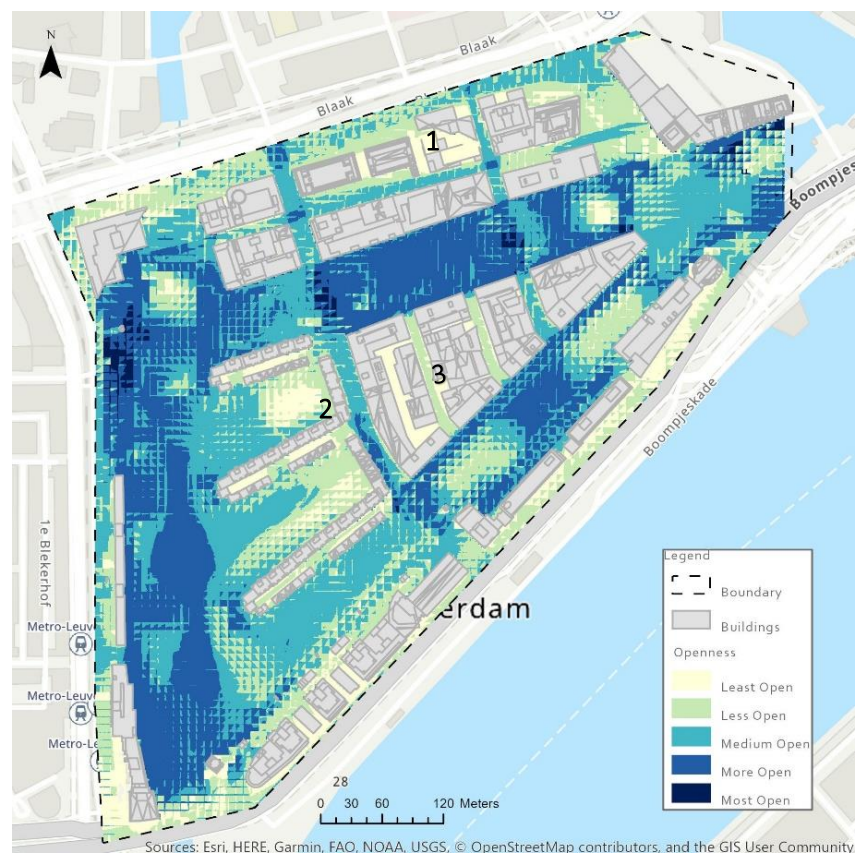 N
Blaak
Blaak
1
Boompjes
3
2
Boompjeskade
1e Blekerhof
erdam
Metro-Leuv
Metro-Leuv
Metro-Le
Legend
Boundary
Buildings
Openness
Least Open
Less Open
Medium Open
More Open
Most Open
28
0 30 60 120 Meters
Sources: Esri, HERE, Garmin, FAO, NOAA, USGS, © OpenStreetMap contributors, and the GIS User Community